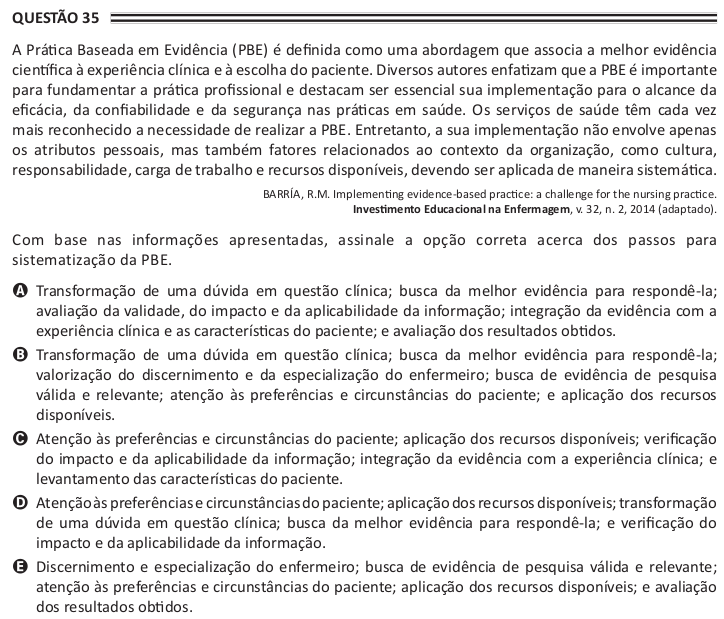 QUESTÃO 35
A Prática Baseada em Evidência (PBE) é definida como uma abordagem que associa a melhor evidência
científica à experiência clínica e à escolha do paciente. Diversos autores enfatizam que a PBE é importante
para fundamentar a prática profissional e destacam ser essencial sua implementação para o alcance da
eficácia, da confiabilidade e da segurança nas práticas em saúde. Os serviços de saúde têm cada vez
mais reconhecido a necessidade de realizar a PBE. Entretanto, a sua implementação não envolve apenas
os atributos pessoais, mas também fatores relacionados ao contexto da organização, como cultura,
responsabilidade, carga de trabalho e recursos disponíveis, devendo ser aplicada de maneira sistemática.
BARRÍA, R.M. Implementing evidence-based practice: a challenge for the nursing practice.
Investimento Educacional na Enfermagem, v. 32, n. 2, 2014 (adaptado).
Com base nas informações apresentadas, assinale a opção correta acerca dos passos para
sistematização da PBE.
A Transformação de uma dúvida em questão clínica; busca da melhor evidência para respondê-la;
avaliação da validade, do impacto e da aplicabilidade da informação; integração da evidência com a
experiência clínica e as características do paciente; e avaliação dos resultados obtidos.
B Transformação de uma dúvida em questão clínica; busca da melhor evidência para respondê-la;
valorização do discernimento e da especialização do enfermeiro; busca de evidência de pesquisa
válida e relevante; atenção às preferências e circunstâncias do paciente; e aplicação dos recursos
disponíveis.
C Atenção às preferências e circunstâncias do paciente; aplicação dos recursos disponíveis; verificação
do impacto e da aplicabilidade da informação; integração da evidência com a experiência clínica; e
levantamento das características do paciente.
D Atenção às preferências e circunstâncias do paciente; aplicação dos recursos disponíveis; transformação
de uma dúvida em questão clínica; busca da melhor evidência para respondê-la; e verificação do
impacto e da aplicabilidade da informação.
E Discernimento e especialização do enfermeiro; busca de evidência de pesquisa válida e relevante;
atenção às preferências e circunstâncias do paciente; aplicação dos recursos disponíveis; e avaliação
dos resultados obtidos.